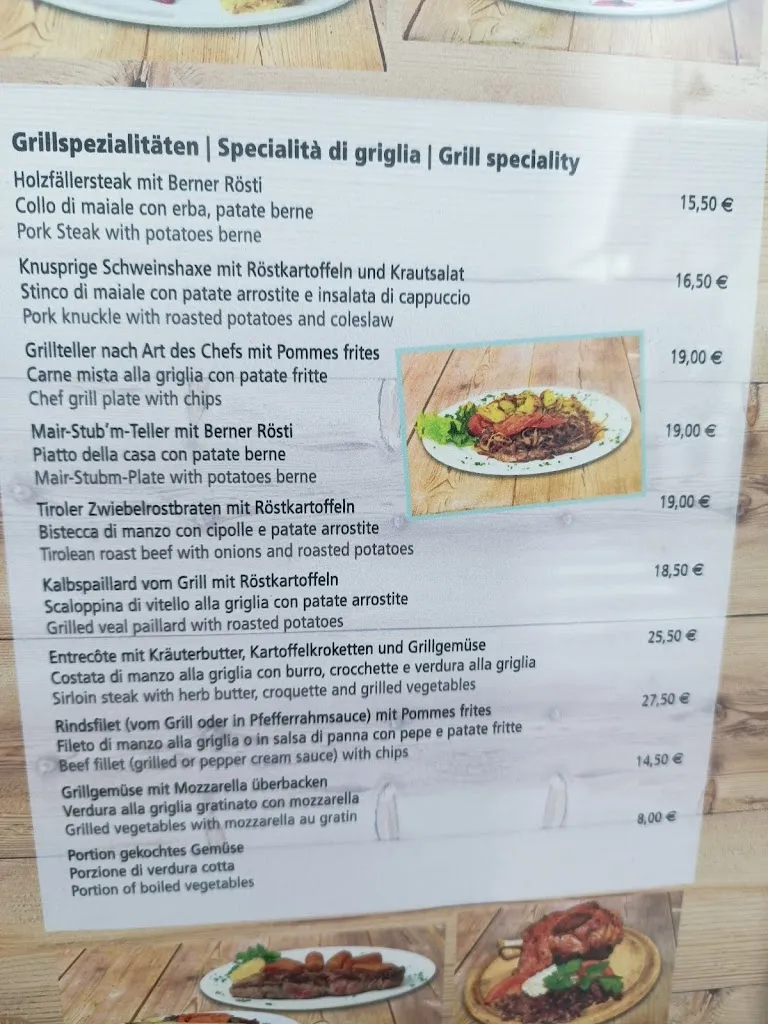 Grillspezialitäten | Specialità di griglia | Grill speciality
Holzfällersteak mit Berner Rösti
Collo di maiale con erba, patate berne
Pork Steak with potatoes berne
15,50 €
Knusprige Schweinshaxe mit Röstkartoffeln und Krautsalat
Stinco di maiale con patate arrostite e insalata di cappuccio
Pork knuckle with roasted potatoes and coleslaw
16,50 €
Grillteller nach Art des Chefs mit Pommes frites
Carne mista alla griglia con patate fritte
Chef grill plate with chips
19,00 €
Mair-Stub'm-Teller mit Berner Rösti
Piatto della casa con patate berne
Mair-Stubm-Plate with potatoes berne
19,00 €
Tiroler Zwiebelrostbraten mit Röstkartoffeln
Bistecca di manzo con cipolle e patate arrostite
Tirolean roast beef with onions and roasted potatoes
19,00 €
Kalbspaillard vom Grill mit Röstkartoffeln
Scaloppina di vitello alla griglia con patate arrostite
Grilled veal paillard with roasted potatoes
18,50 €
Entrecôte mit Kräuterbutter, Kartoffelkroketten und Grillgemüse
Costata di manzo alla griglia con burro, crocchette e verdura alla griglia
Sirloin steak with herb butter, croquette and grilled vegetables
25,50 €
Rindsfilet (vom Grill oder in Pfefferrahmsauce) mit Pommes frites
Fileto di manzo alla griglia o in salsa di panna con pepe e patate fritte
Beef fillet (grilled or pepper cream sauce) with chips
27,50 €
Grillgemüse mit Mozzarella überbacken
Verdura alla griglia gratinato con mozzarella
Grilled vegetables with mozzarella au gratin
14,50 €
Portion gekochtes Gemüse
Porzione di verdura cotta
Portion of boiled vegetables
8,00 €